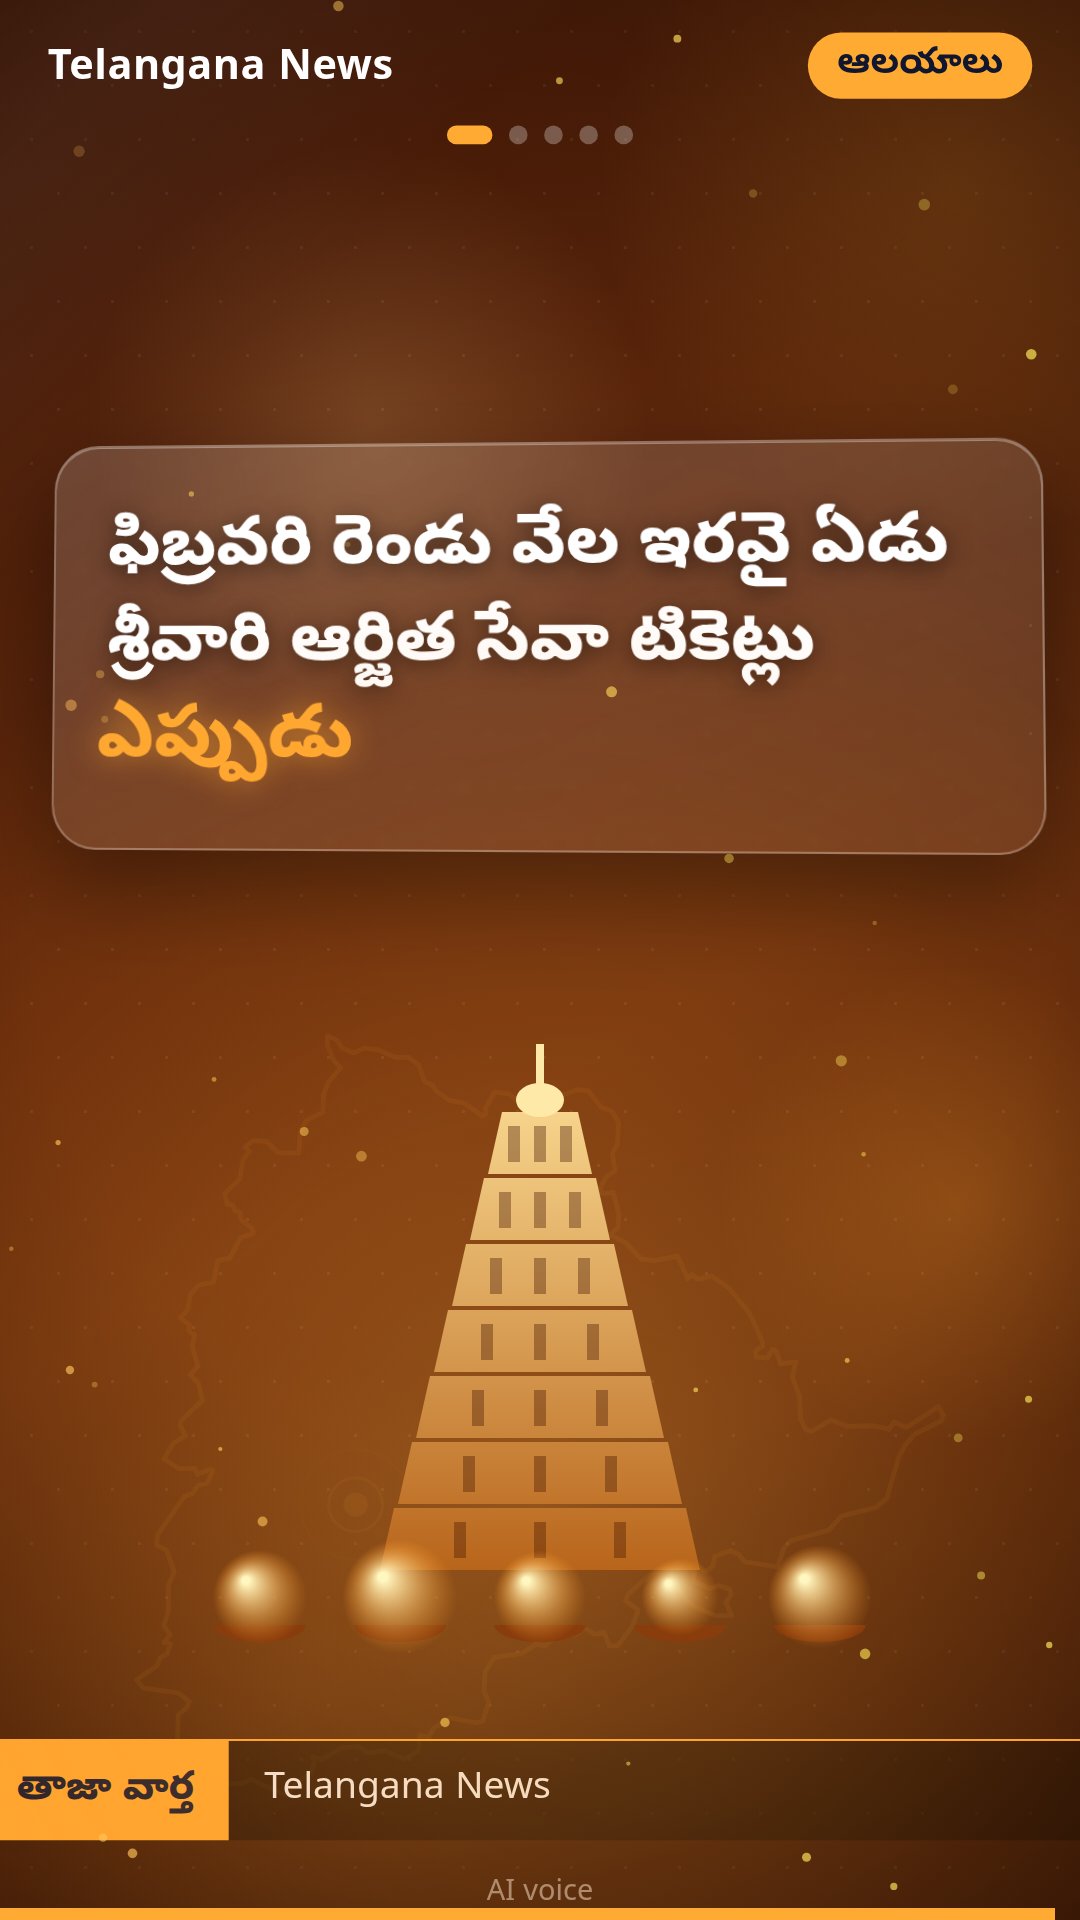 Telangana News
ఆలయాలు
ఫిబ్రవరి రెండు వేల ఇరవై ఏడు
శ్రీవారి ఆర్జిత సేవా టికెట్లు
ఎప్పుడు
తాజా వార్త
Telangana News
AI voice